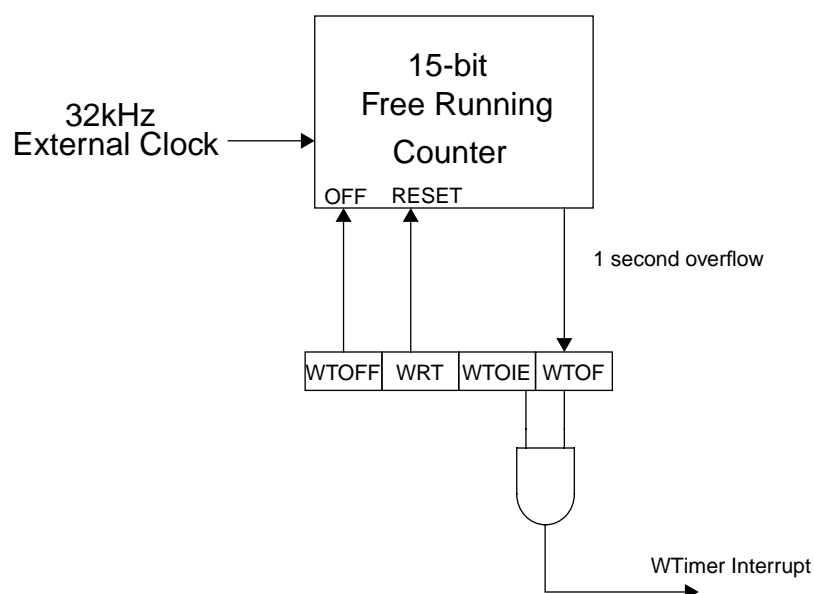 15-bit
Free Running
Counter
32kHz
External Clock
OFF RESET
1 second overflow
WTOFF WRT WTOIE WTOF
WTimer Interrupt